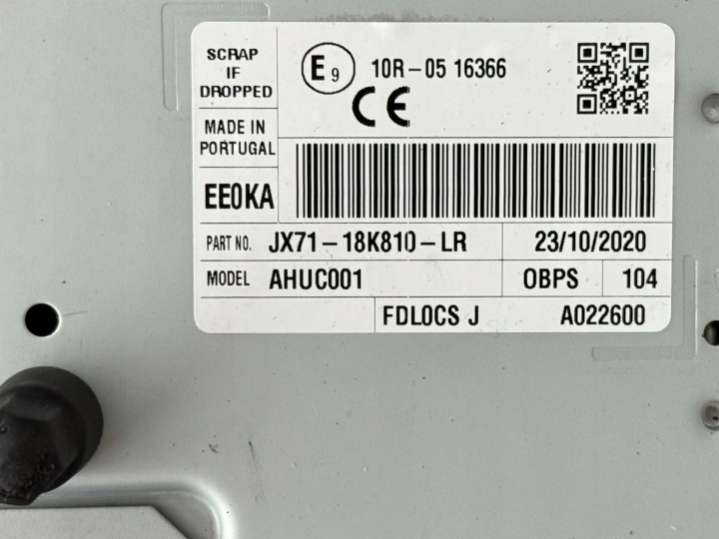 SCRAP
IF
DROPPED
E9 10R-05 16366
CE
MADE IN
PORTUGAL
EE0KA
PART NO. JX71-18K810-LR 23/10/2020
MODEL AHUC001 OBPS 104
FDL0CS J A022600